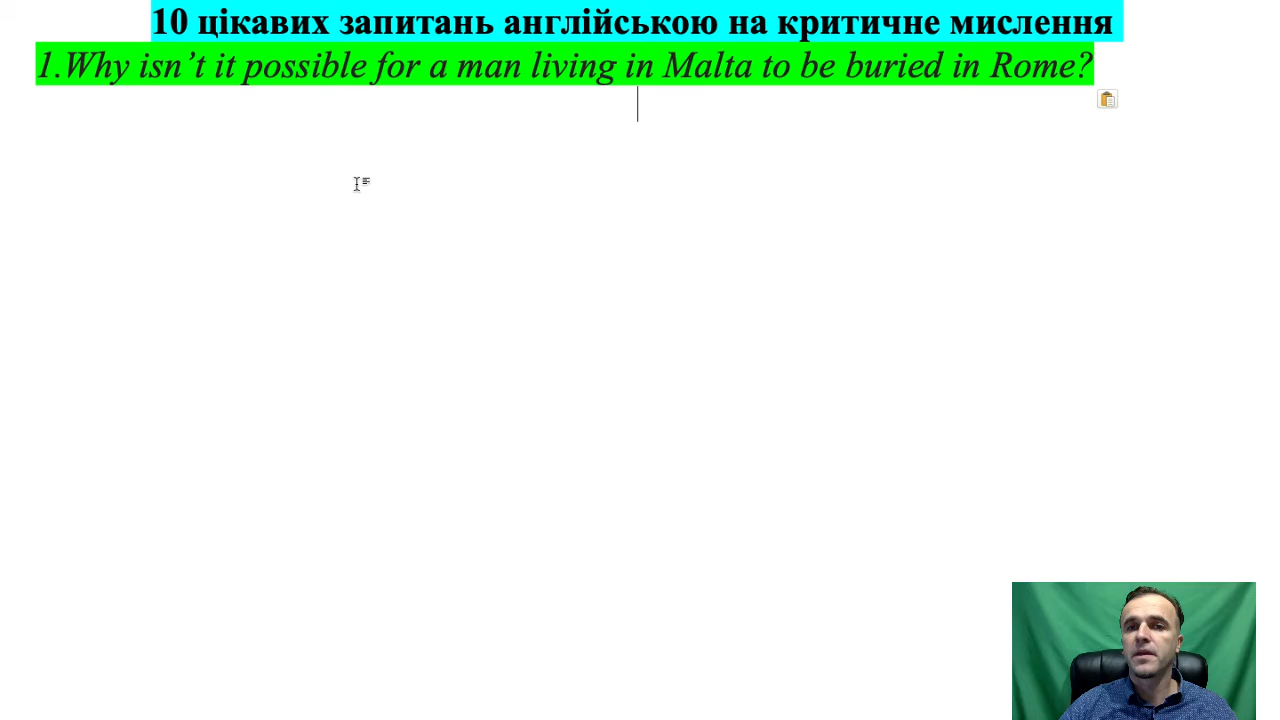 10 цікавих запитань англійською на критичне мислення
1.Why isn’t it possible for a man living in Malta to be buried in Rome?